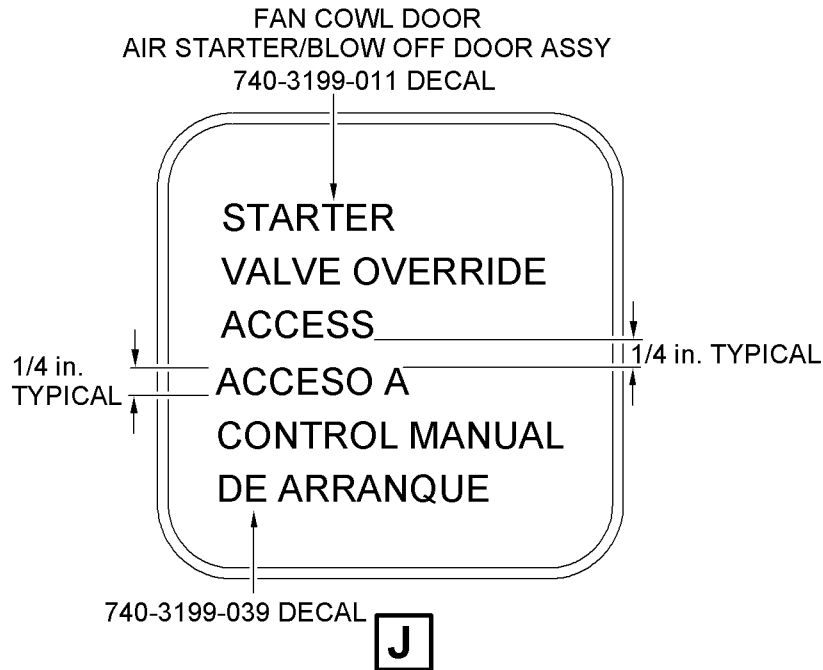 FAN COWL DOOR
AIR STARTER/BLOW OFF DOOR ASSY
740-3199-011 DECAL
STARTER
VALVE OVERRIDE
ACCESS
1/4 in. TYPICAL
1/4 in.
TYPICAL
ACCESO A
CONTROL MANUAL
DE ARRANQUE
740-3199-039 DECAL
J